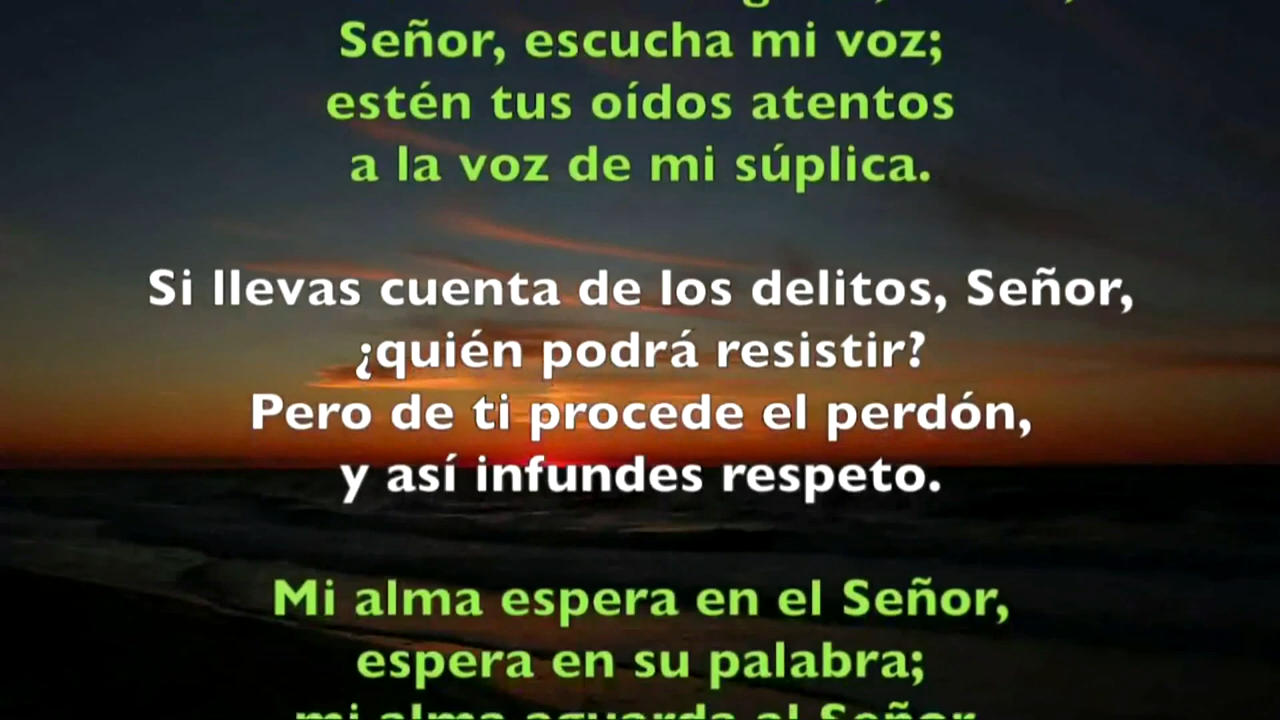 Señor, escucha mi voz;
estén tus oídos atentos
a la voz de mi súplica.
Si llevas cuenta de los delitos, Señor,
¿quién podrá resistir?
Pero de ti procede el perdón,
y así infundes respeto.
Mi alma espera en el Señor,
espera en su palabra;
mi alma aguarda al Señor,